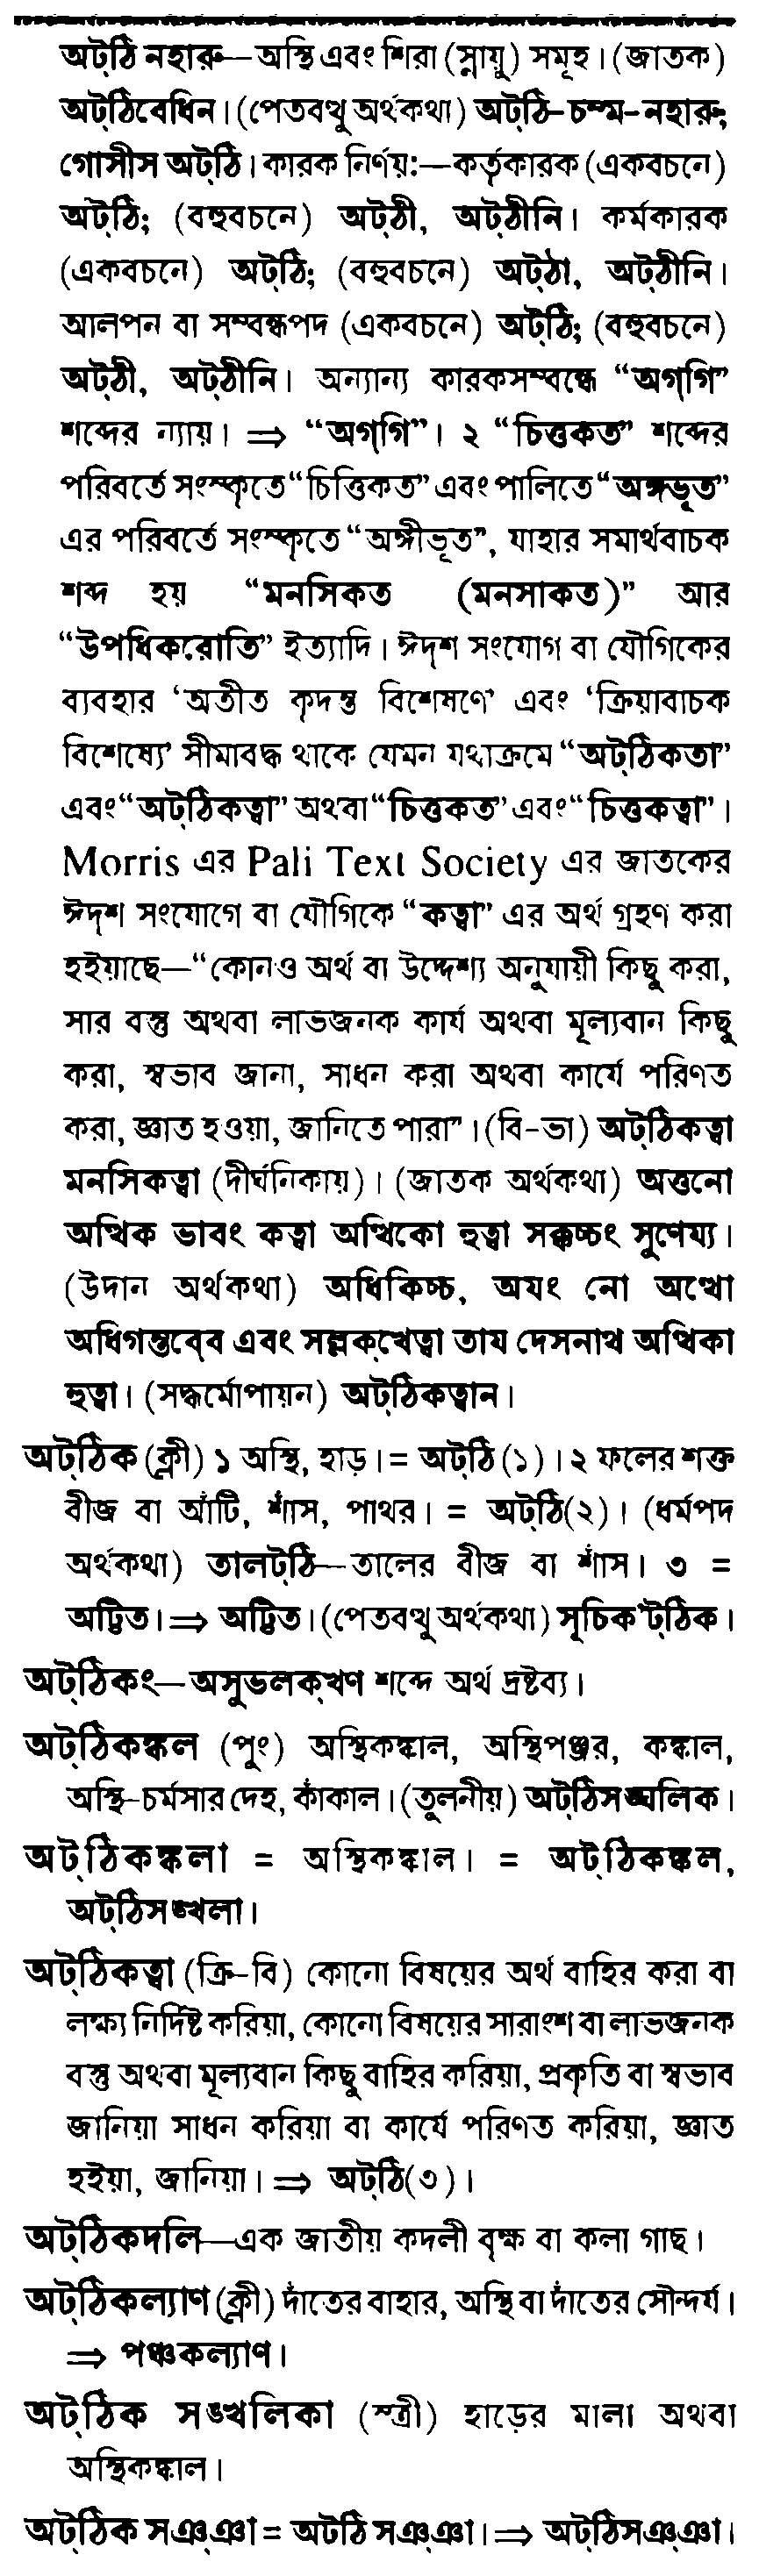 অট্‌ঠি নহারু—অস্থি এবং শিরা (স্নায়ু) সমূহ। (জাতক)
অট্‌ঠিবেধিন। (পেতবত্থু অর্থকথা) অট্‌ঠি-চম্ম-নহারু;
গোসীস অট্‌ঠি। কারক নির্ণয়:—কর্তৃকারক (একবচনে)
অট্‌ঠি; (বহুবচনে) অট্‌ঠী, অট্‌ঠীনি। কর্মকারক
(একবচনে) অট্‌ঠি; (বহুবচনে) অট্‌ঠা, অট্‌ঠীনি।
আলপন বা সম্বন্ধপদ (একবচনে) অট্‌ঠি; (বহুবচনে)
অট্‌ঠী, অট্‌ঠীনি। অন্যান্য কারকসম্বন্ধে “অগ্‌গি”
শব্দের ন্যায়। ⇒ “অগ্‌গি”। ২ “চিত্তকত” শব্দের
পরিবর্তে সংস্কৃতে “চিত্তিকত” এবং পালিতে “অঙ্গভূত”
এর পরিবর্তে সংস্কৃতে “অঙ্গীভূত”, যাহার সমার্থবাচক
শব্দ হয় “মনসিকত (মনসাকত)” আর
“উপধিকরোতি” ইত্যাদি। ঈদৃশ সংযোগ বা যৌগিকের
ব্যবহার ‘অতীত কৃদন্ত বিশেষণে’ এবং ‘ক্রিয়াবাচক
বিশেষ্যে’ সীমাবদ্ধ থাকে যেমন যথাক্রমে “অট্‌ঠিকতা”
এবং “অট্‌ঠিকত্বা” অথবা “চিত্তকত” এবং “চিত্তকত্বা”।
Morris এর Pali Text Society এর জাতকের
ঈদৃশ সংযোগে বা যৌগিকে “কত্বা” এর অর্থ গ্রহণ করা
হইয়াছে—“কোনও অর্থ বা উদ্দেশ্য অনুযায়ী কিছু করা,
সার বস্তু অথবা লাভজনক কার্য অথবা মূল্যবান কিছু
করা, স্বভাব জানা, সাধন করা অথবা কার্যে পরিণত
করা, জ্ঞাত হওয়া, জানিতে পারা”। (বি-ভা) অট্‌ঠিকত্বা
মনসিকত্বা (দীর্ঘনিকায়)। (জাতক অর্থকথা) অত্তনো
অত্থিক ভাবং কত্বা অত্থিকো হুত্বা সক্কচ্চং সুণেয্য।
(উদান অর্থকথা) অধিকিচ্চ, অযং নো অত্থো
অধিগন্তব্বে এবং সল্লক্‌খেত্বা তায দেসনাথ অত্থিকা
হুত্বা। (সদ্ধর্মোপায়ন) অট্‌ঠিকত্বান।
অট্‌ঠিক (ক্লী) ১ অস্থি, হাড়। = অট্‌ঠি (১)। ২ ফলের শক্ত
বীজ বা আঁটি, শাঁস, পাথর। = অট্‌ঠি(২)। (ধর্মপদ
অর্থকথা) তালট্‌ঠি—তালের বীজ বা শাঁস। ৩ =
অট্টিত। ⇒ অট্টিত। (পেতবত্থু অর্থকথা) সূচিক’ট্‌ঠিক।
অট্‌ঠিকং—অসুভলক্‌খণ শব্দে অর্থ দ্রষ্টব্য।
অট্‌ঠিকঙ্কল (পুং) অস্থিকঙ্কাল, অস্থিপঞ্জর, কঙ্কাল,
অস্থি-চর্মসার দেহ, কাঁকাল। (তুলনীয়) অট্‌ঠিসঙ্খলিক।
অট্‌ঠিকঙ্কলা = অস্থিকঙ্কাল। = অট্‌ঠিকঙ্কল,
অট্‌ঠিসঙ্খলা।
অট্‌ঠিকত্বা (ক্রি-বি) কোনো বিষয়ের অর্থ বাহির করা বা
লক্ষ্য নির্দিষ্ট করিয়া, কোনো বিষয়ের সারাংশ বা লাভজনক
বস্তু অথবা মূল্যবান কিছু বাহির করিয়া, প্রকৃতি বা স্বভাব
জানিয়া সাধন করিয়া বা কার্যে পরিণত করিয়া, জ্ঞাত
হইয়া, জানিয়া। ⇒ অট্‌ঠি(৩)।
অট্‌ঠিকদলি—এক জাতীয় কদলী বৃক্ষ বা কলা গাছ।
অট্‌ঠিকল্যাণ (ক্লী) দাঁতের বাহার, অস্থি বা দাঁতের সৌন্দর্য।
⇒ পঞ্চকল্যাণ।
অট্‌ঠিক সঙ্খলিকা (স্ত্রী) হাড়ের মালা অথবা
অস্থিকঙ্কাল।
অট্‌ঠিক সঞ্‌ঞা = অট্‌ঠি সঞ্‌ঞা। ⇒ অট্‌ঠিসঞ্‌ঞা।